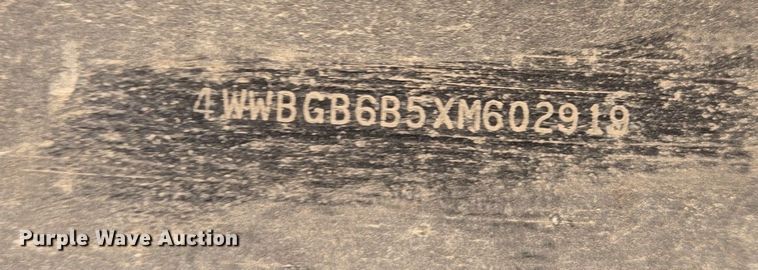 4WWBGB6B5XM602919
Purple Wave Auction